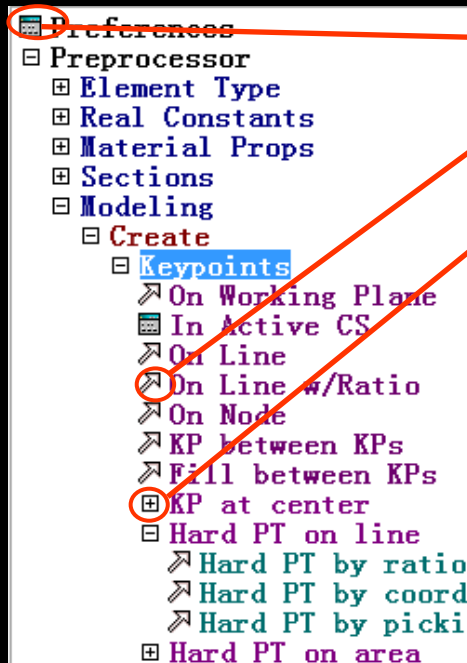 Preferences
Preprocessor
Element Type
Real Constants
Material Props
Sections
Modeling
Create
Keypoints
On Working Plane
In Active CS
On Line
On Line w/Ratio
On Node
KP between KPs
Fill between KPs
KP at center
Hard PT on line
Hard PT by ratio
Hard PT by coord
Hard PT by picki
Hard PT on area